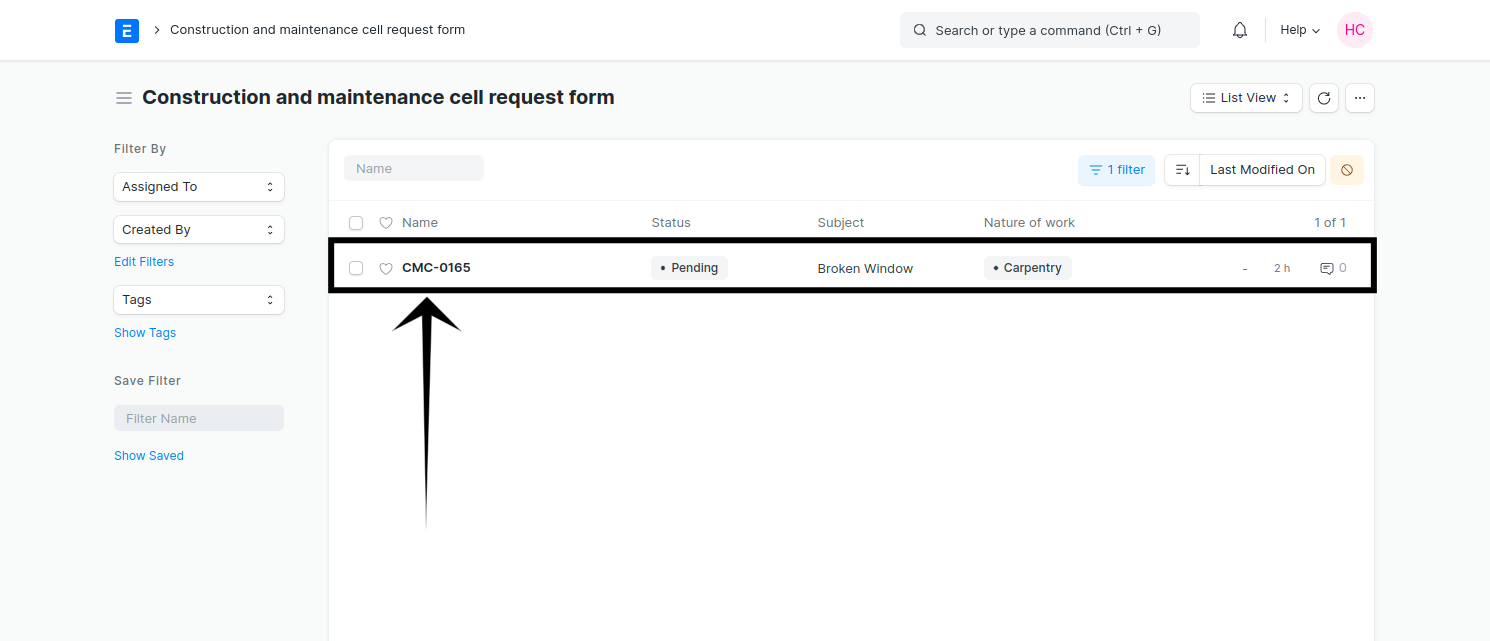 E Construction and maintenance cell request form Search or type a command (Ctrl + G) Help HC
Construction and maintenance cell request form List View
Filter By
Assigned To
Created By
Edit Filters
Tags
Show Tags
Save Filter
Filter Name
Show Saved
Name 1 filter Last Modified On
Name Status Subject Nature of work 1 of 1
CMC-0165 • Pending Broken Window • Carpentry - 2 h 0